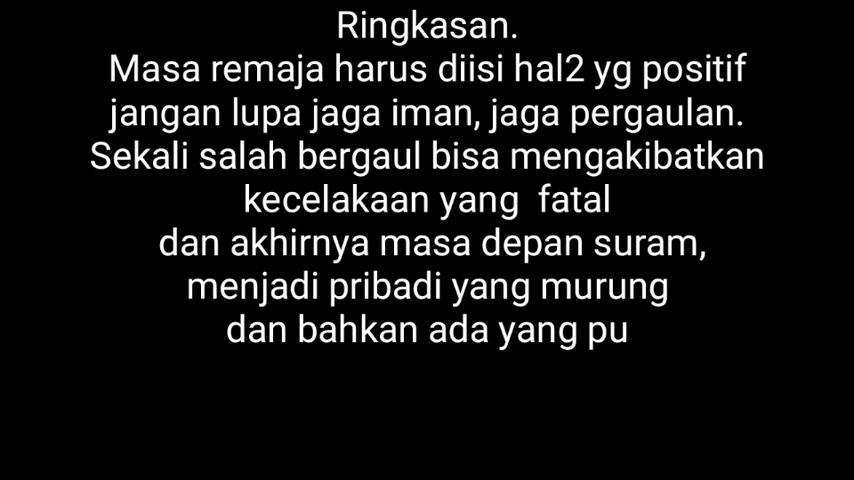 Ringkasan.
Masa remaja harus diisi hal2 yg positif
jangan lupa jaga iman, jaga pergaulan.
Sekali salah bergaul bisa mengakibatkan
kecelakaan yang  fatal
dan akhirnya masa depan suram,
menjadi pribadi yang murung
dan bahkan ada yang pu